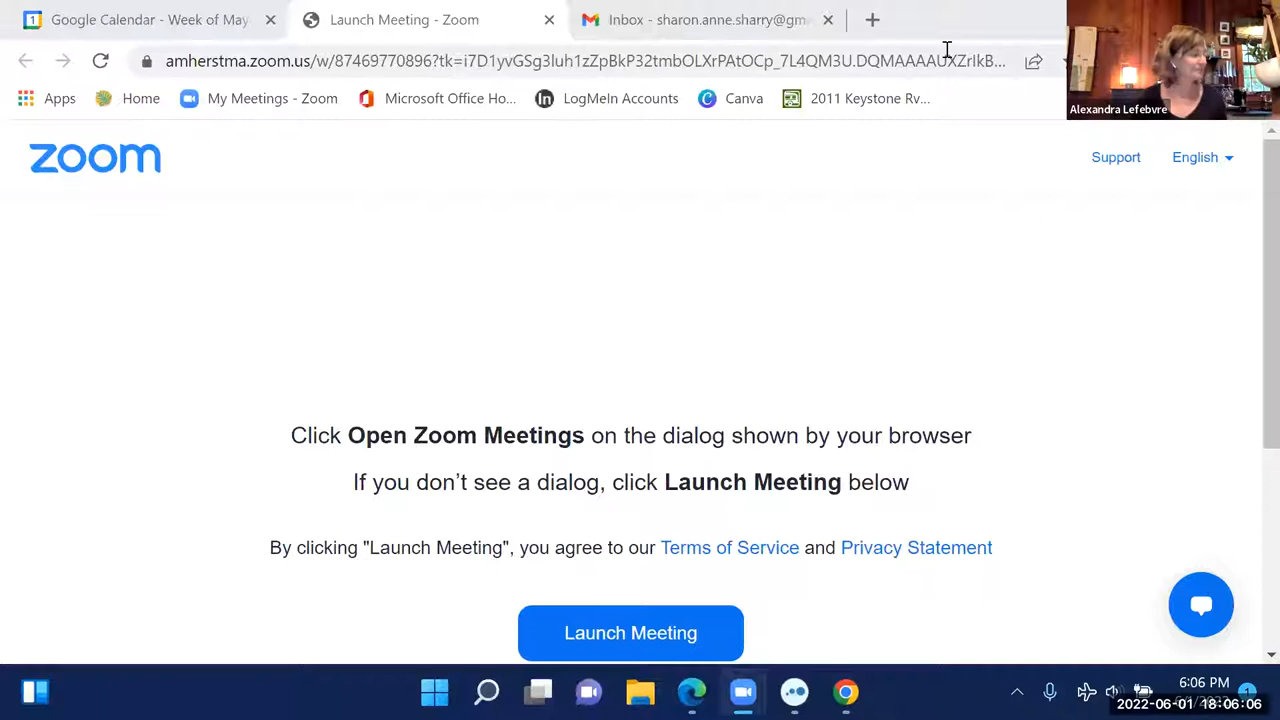 Google Calendar - Week of May
Launch Meeting - Zoom
Inbox - sharon.anne.sharry@gm
amherstma.zoom.us/w/87469770896?tk=i7D1yvGSg3luh1zZpBkP32tmbOLXrPAtOCp_7L4QM3U.DQMAAAAUXZrIkB...
Apps
Home
My Meetings - Zoom
Microsoft Office Ho...
LogMeIn Accounts
Canva
2011 Keystone Rv...
Alexandra Lefebvre
zoom
Support
English
Click Open Zoom Meetings on the dialog shown by your browser
If you don’t see a dialog, click Launch Meeting below
By clicking "Launch Meeting", you agree to our Terms of Service and Privacy Statement
Launch Meeting
6:06 PM
2022-06-01 18:06:06